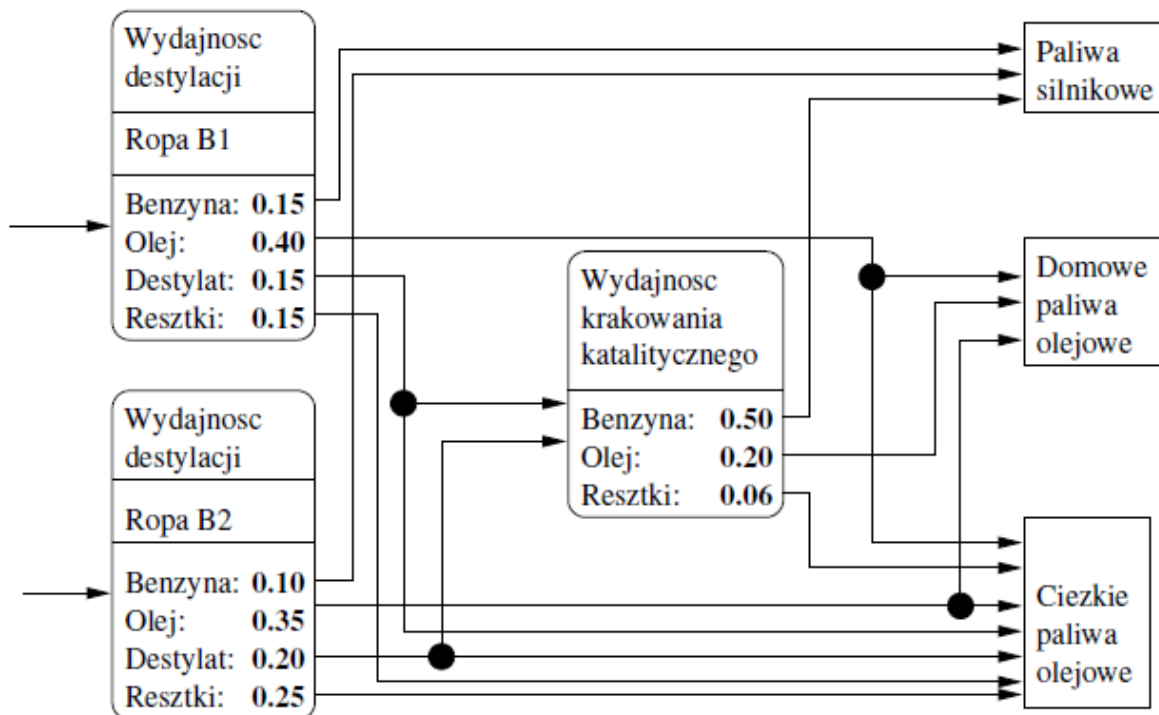 Wydajnosc
destylacji
Ropa B1
Benzyna: 0.15
Olej: 0.40
Destylat: 0.15
Resztki: 0.15
Wydajnosc
destylacji
Ropa B2
Benzyna: 0.10
Olej: 0.35
Destylat: 0.20
Resztki: 0.25
Wydajnosc
krakowania
katalitycznego
Benzyna: 0.50
Olej: 0.20
Resztki: 0.06
Paliwa
silnikowe
Domowe
paliwa
olejowe
Ciezkie
paliwa
olejowe